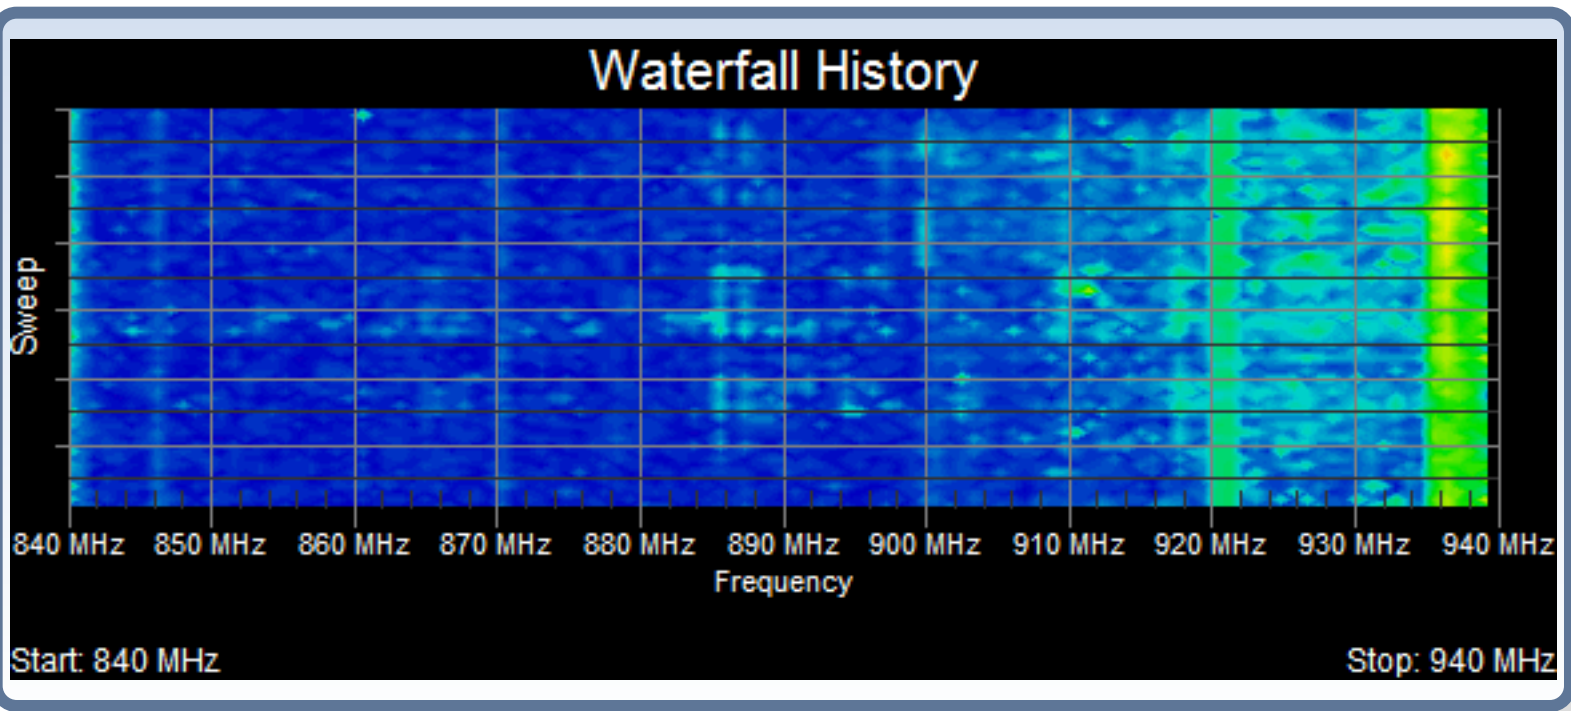 Waterfall History
Sweep
840 MHz 850 MHz 860 MHz 870 MHz 880 MHz 890 MHz 900 MHz 910 MHz 920 MHz 930 MHz 940 MHz
Frequency
Start: 840 MHz Stop: 940 MHz